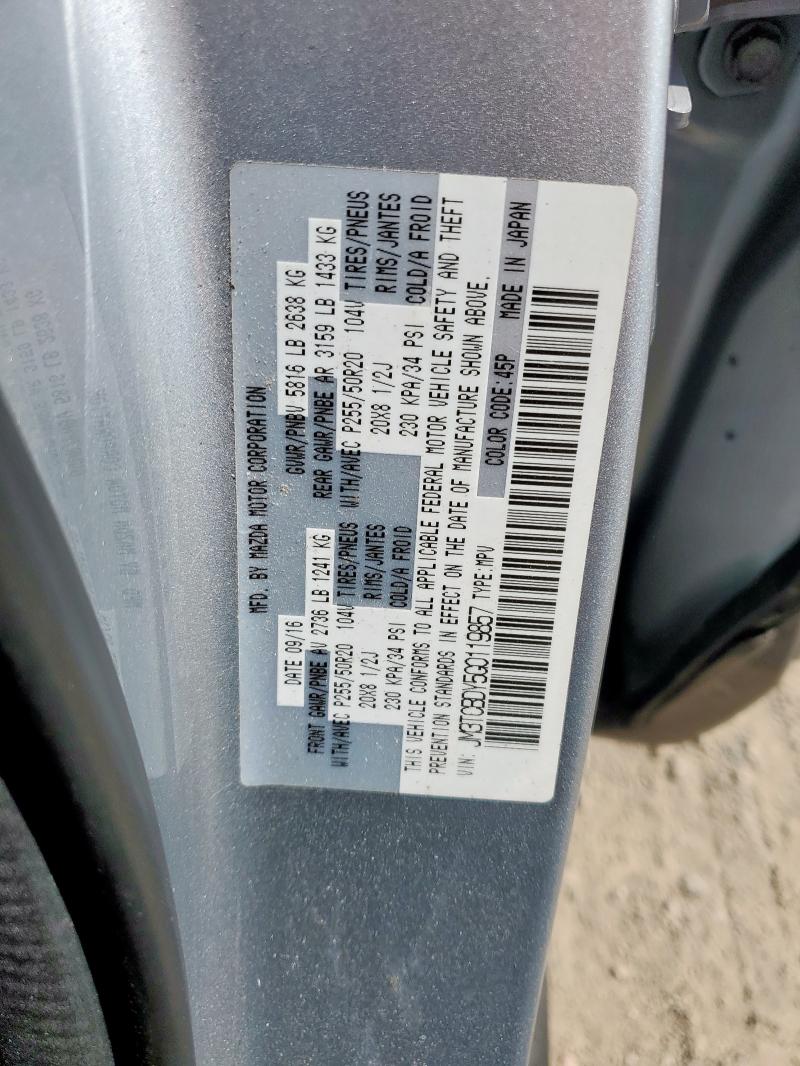 MFD. BY MAZDA MOTOR CORPORATION
DATE 09/16 GVWR/PNBV 5816 LB 2638 KG
FRONT GAWR/PNBE AV 2736 LB 1241 KG REAR GAWR/PNBE AR 3159 LB 1433 KG
WITH/AVEC P255/50R20 104V TIRES/PNEUS WITH/AVEC P255/50R20 104V TIRES/PNEUS
20X8 1/2J RIMS/JANTES 20X8 1/2J RIMS/JANTES
230 KPA/34 PSI COLD/A FROID 230 KPA/34 PSI COLD/A FROID
THIS VEHICLE CONFORMS TO ALL APPLICABLE FEDERAL MOTOR VEHICLE SAFETY AND THEFT
PREVENTION STANDARDS IN EFFECT ON THE DATE OF MANUFACTURE SHOWN ABOVE.
VIN: JM3TCBDY5G0119857 TYPE:MPV COLOR CODE:45P MADE IN JAPAN